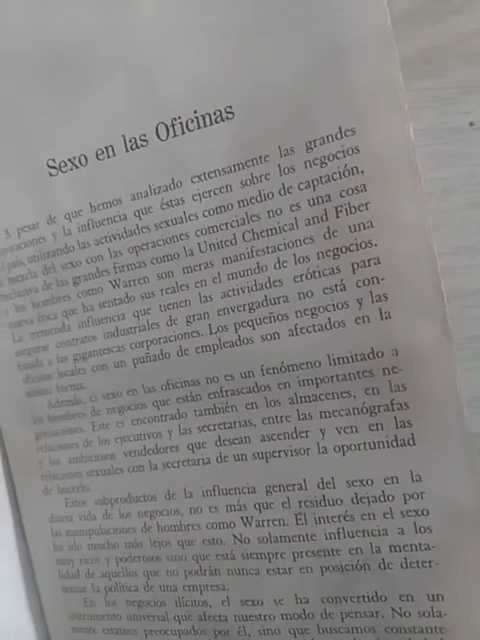 Sexo en las Oficinas
A pesar de que hemos analizado extensamente las grandes
y la influencia que éstas ejercen sobre los negocios
país, utilizando las actividades sexuales como medio de captación,
mezcla del sexo con las operaciones comerciales no es una cosa
exclusiva de las grandes firmas como la United Chemical and Fiber
y los hombres como Warren son meras manifestaciones de una
nueva ética que ha sentado sus reales en el mundo de los negocios.
La tremenda influencia que tienen las actividades eróticas para
asegurar contratos industriales de gran envergadura no está con-
finada a las gigantescas corporaciones. Los pequeños negocios y las
oficinas locales con un puñado de empleados son afectados en la
misma forma.
Además, el sexo en las oficinas no es un fenómeno limitado a
los hombres de negocios que están enfrascados en importantes ne-
gociaciones. Este es encontrado también en los almacenes, en las
relaciones de los ejecutivos y las secretarias, entre las mecanógrafas
y los ambiciosos vendedores que desean ascender y ven en las
relaciones sexuales con la secretaria de un supervisor la oportunidad
de hacerlo.
Estos subproductos de la influencia general del sexo en la
diaria vida de los negocios, no es más que el residuo dejado por
las manipulaciones de hombres como Warren. El interés en el sexo
ha ido mucho más lejos que esto. No solamente influencia a los
muy ricos y poderosos sino que está siempre presente en la menta-
lidad de aquellos que no podrán nunca estar en posición de deter-
minar la política de una empresa.
En los negocios ilícitos, el sexo se ha convertido en un
instrumento universal que afecta nuestro modo de pensar. No sola-
mente estamos preocupados por él, sino que buscamos constante